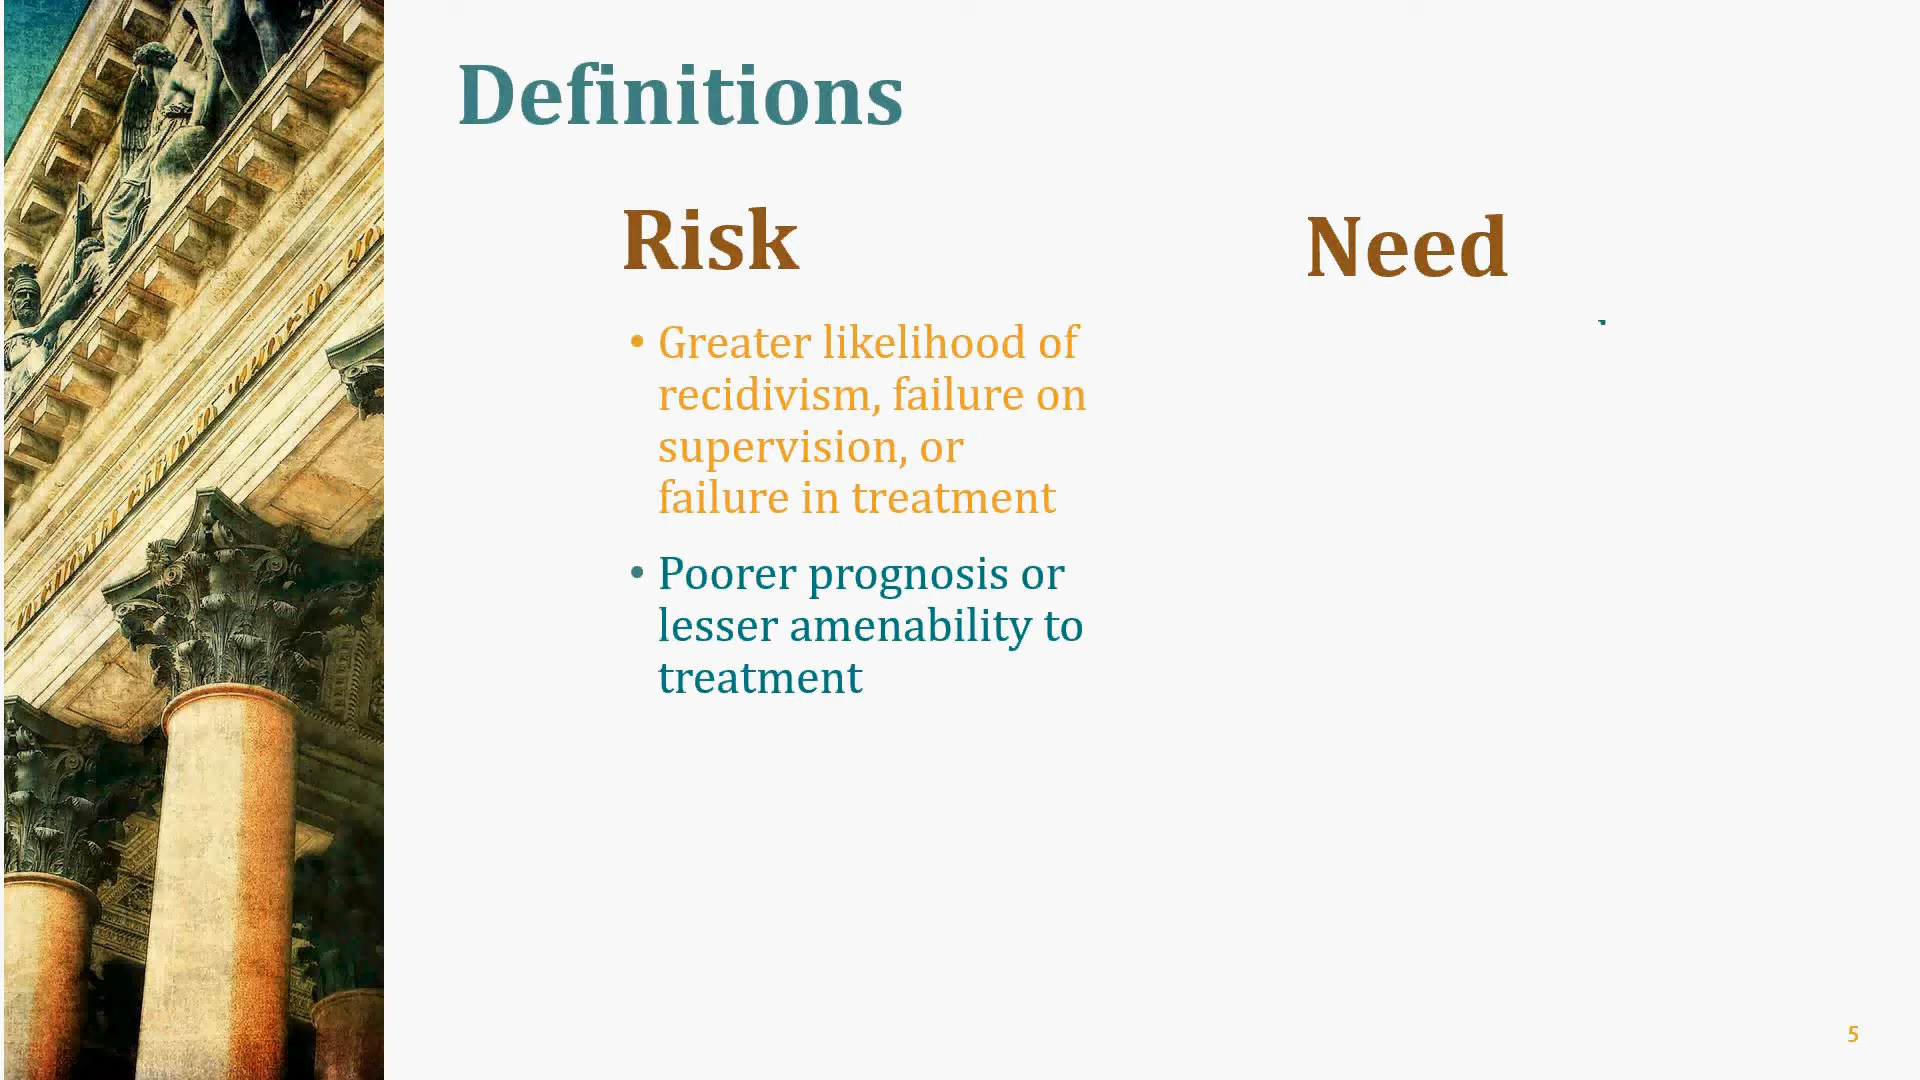 Definitions
Risk
Need
• Greater likelihood of
recidivism, failure on
supervision, or
failure in treatment
• Poorer prognosis or
lesser amenability to
treatment
5